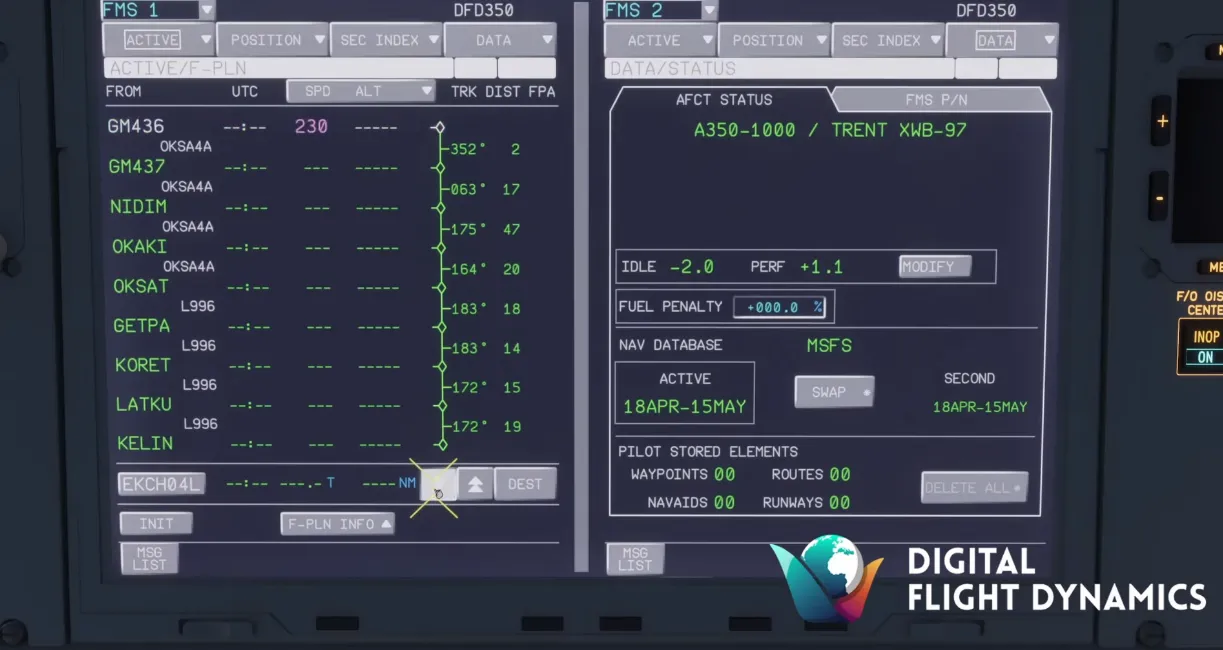 FMS 1 DFD350
ACTIVE POSITION SEC INDEX DATA
ACTIVE/F-PLN
FROM UTC SPD ALT TRK DIST FPA
GM436 --:-- 230 -----
OKSA4A 352° 2
GM437 --:-- --- -----
OKSA4A 063° 17
NIDIM --:-- --- -----
OKSA4A 175° 47
OKAKI --:-- --- -----
OKSA4A 164° 20
OKSAT --:-- --- -----
L996 183° 18
GETPA --:-- --- -----
L996 183° 14
KORET --:-- --- -----
L996 172° 15
LATKU --:-- --- -----
L996 172° 19
KELIN --:-- --- -----
EKCH04L --:-- ---.- T ---- NM DEST
INIT F-PLN INFO
MSG
LIST
FMS 2 DFD350
ACTIVE POSITION SEC INDEX DATA
DATA/STATUS
AFCT STATUS FMS P/N
A350-1000 / TRENT XWB-97
IDLE -2.0 PERF +1.1 MODIFY
FUEL PENALTY +000.0 %
NAV DATABASE MSFS
ACTIVE SECOND
18APR-15MAY SWAP * 18APR-15MAY
PILOT STORED ELEMENTS
WAYPOINTS 00 ROUTES 00
NAVAIDS 00 RUNWAYS 00
DELETE ALL*
MSG
LIST
+
-
F/O
CENTE
INOP
ON
DIGITAL
FLIGHT DYNAMICS